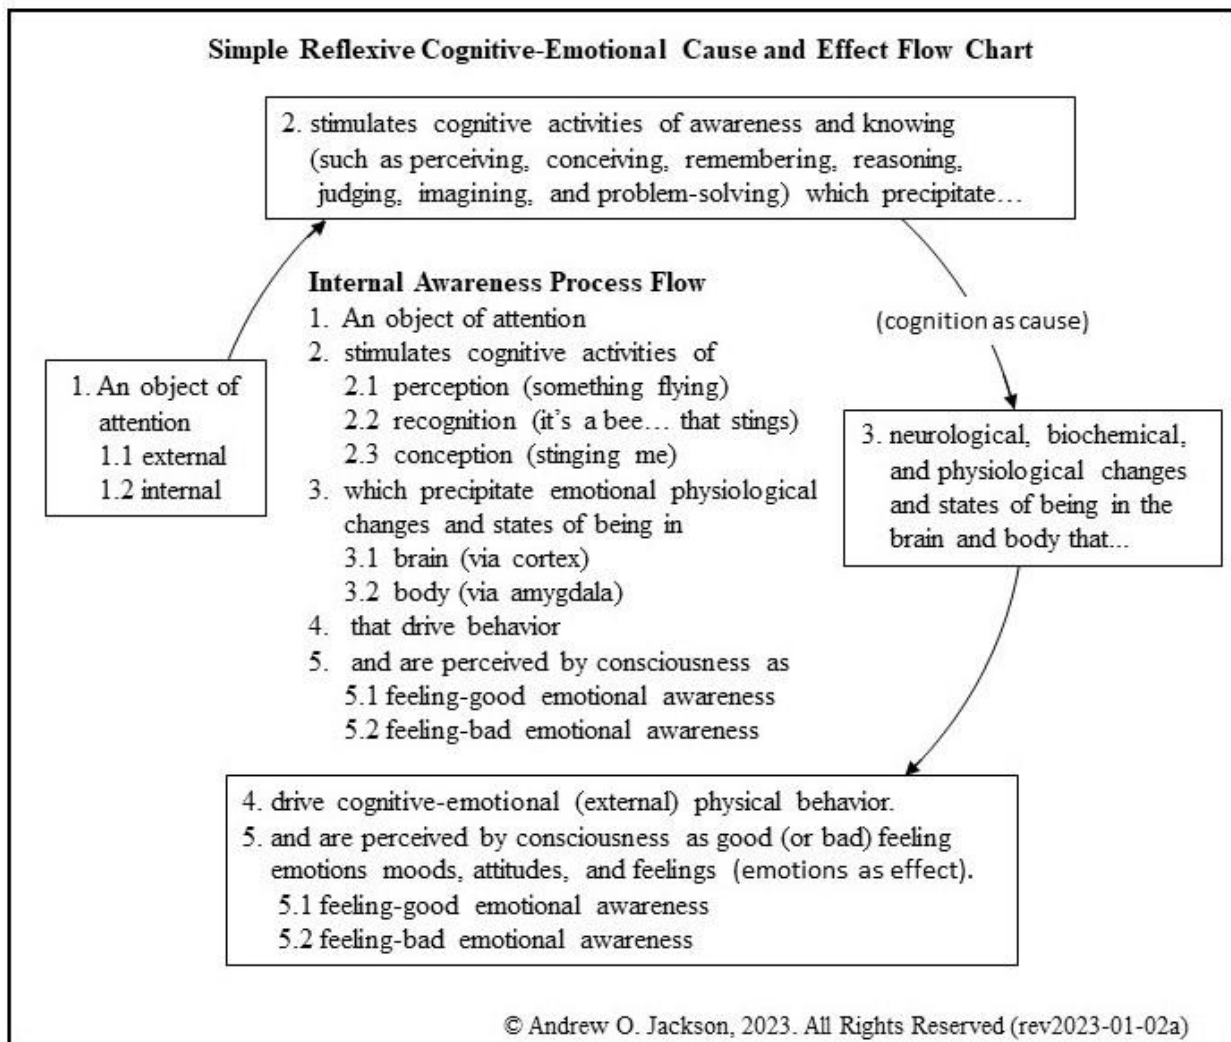 Simple Reflexive Cognitive-Emotional Cause and Effect Flow Chart
2. stimulates cognitive activities of awareness and knowing
(such as perceiving, conceiving, remembering, reasoning,
judging, imagining, and problem-solving) which precipitate…
(cognition as cause)
1. An object of
attention
1.1 external
1.2 internal
Internal Awareness Process Flow
1. An object of attention
2. stimulates cognitive activities of
2.1 perception (something flying)
2.2 recognition (it's a bee… that stings)
2.3 conception (stinging me)
3. which precipitate emotional physiological
changes and states of being in
3.1 brain (via cortex)
3.2 body (via amygdala)
4. that drive behavior
5. and are perceived by consciousness as
5.1 feeling-good emotional awareness
5.2 feeling-bad emotional awareness
3. neurological, biochemical,
and physiological changes
and states of being in the
brain and body that...
4. drive cognitive-emotional (external) physical behavior.
5. and are perceived by consciousness as good (or bad) feeling
emotions moods, attitudes, and feelings (emotions as effect).
5.1 feeling-good emotional awareness
5.2 feeling-bad emotional awareness
© Andrew O. Jackson, 2023. All Rights Reserved (rev2023-01-02a)